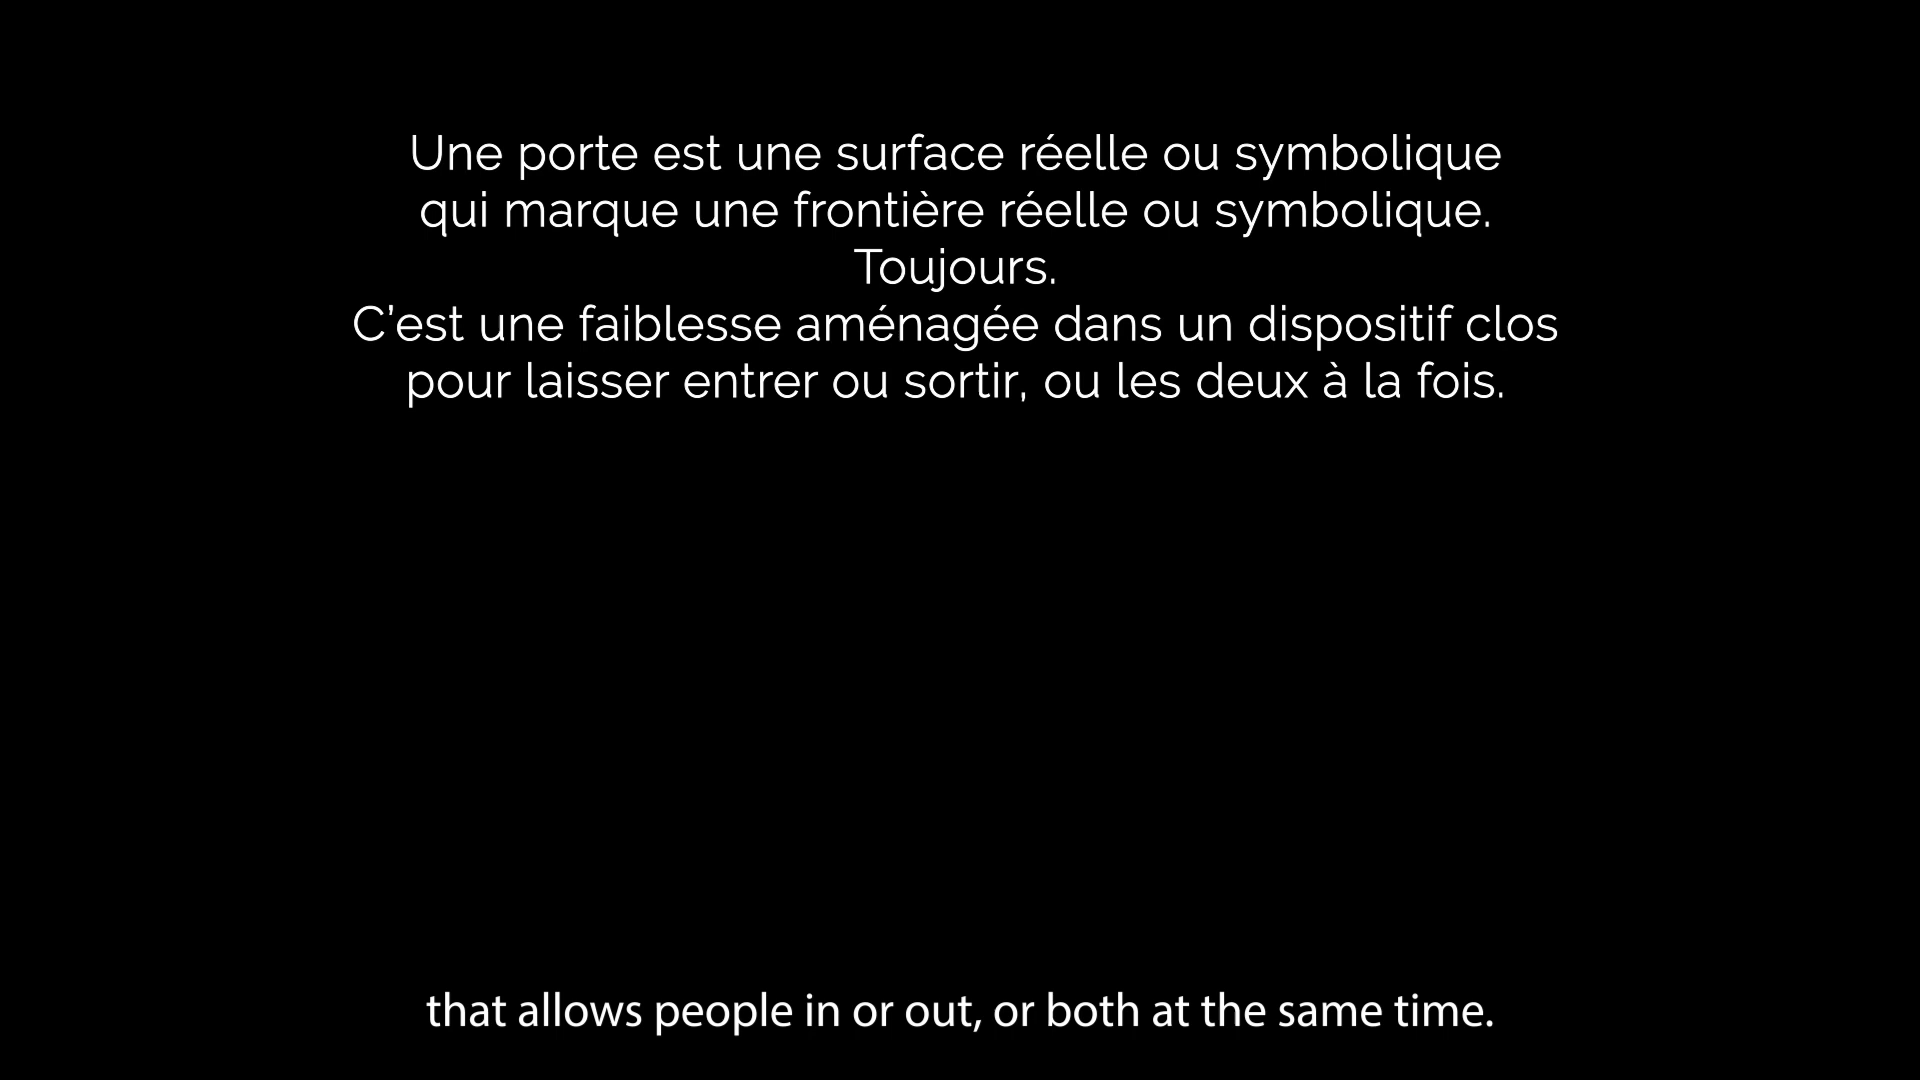 Une porte est une surface réelle ou symbolique
qui marque une frontière réelle ou symbolique.
Toujours.
C'est une faiblesse aménagée dans un dispositif clos
pour laisser entrer ou sortir, ou les deux à la fois.
that allows people in or out, or both at the same time.